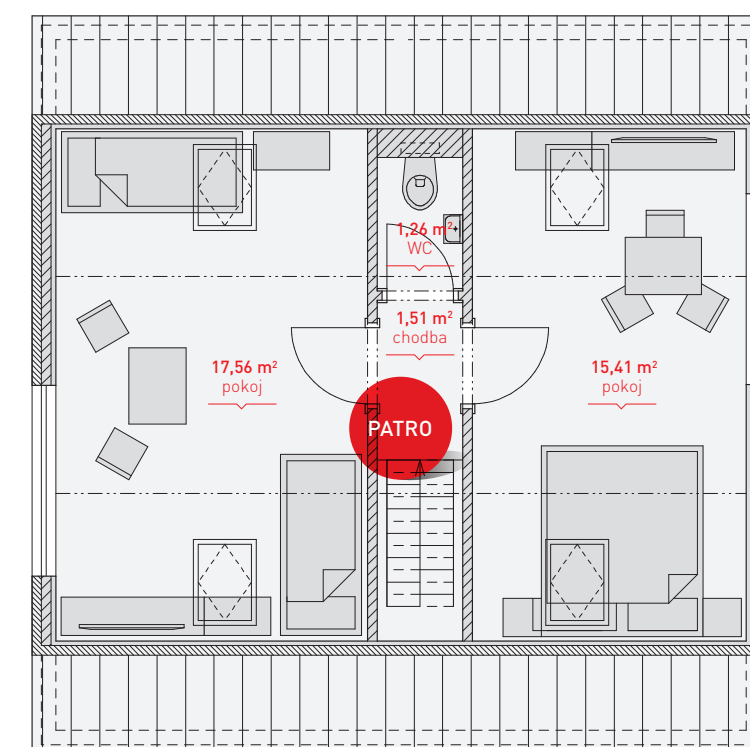 1,26 m²
WC
1,51 m²
chodba
17,56 m²
pokoj
15,41 m²
pokoj
PATRO